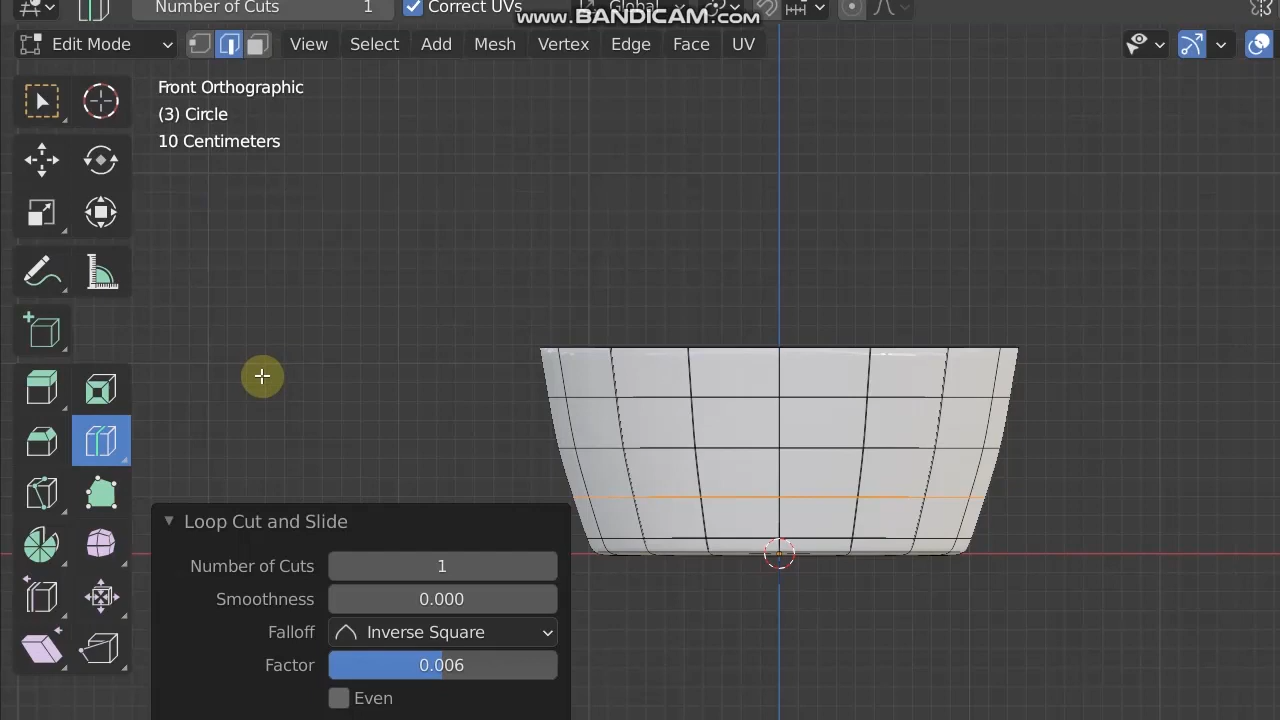 Number of Cuts 1 Correct UVs Global
www.BANDICAM.com
Edit Mode View Select Add Mesh Vertex Edge Face UV
Front Orthographic
(3) Circle
10 Centimeters
Loop Cut and Slide
Number of Cuts 1
Smoothness 0.000
Falloff Inverse Square
Factor 0.006
Even